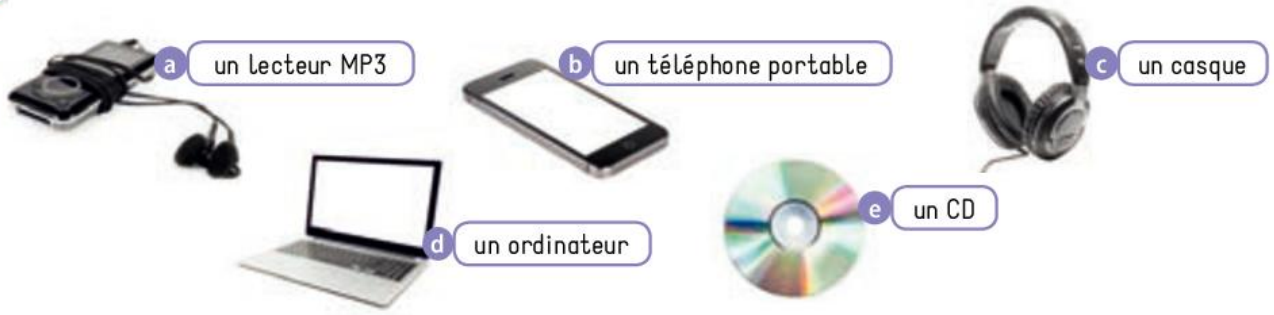 a un lecteur MP3
b un téléphone portable
c un casque
d un ordinateur
e un CD